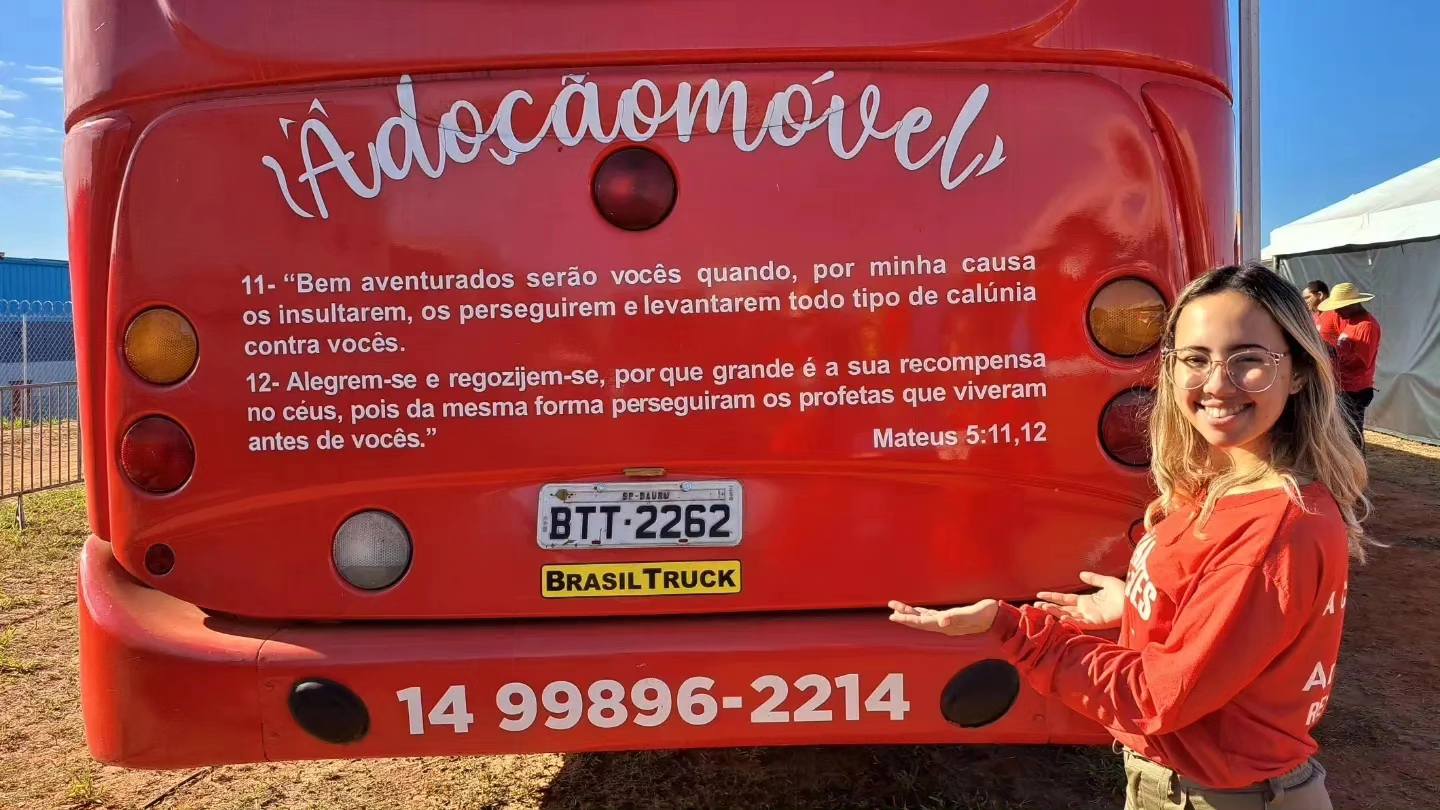 Adoçãomóvel
11- “Bem aventurados serão vocês quando, por minha causa
os insultarem, os perseguirem e levantarem todo tipo de calúnia
contra vocês.
12- Alegrem-se e regozijem-se, por que grande é a sua recompensa
no céus, pois da mesma forma perseguiram os profetas que viveram
antes de vocês.”
Mateus 5:11,12
SP-BAURU
BTT·2262
BRASILTRUCK
14 99896-2214